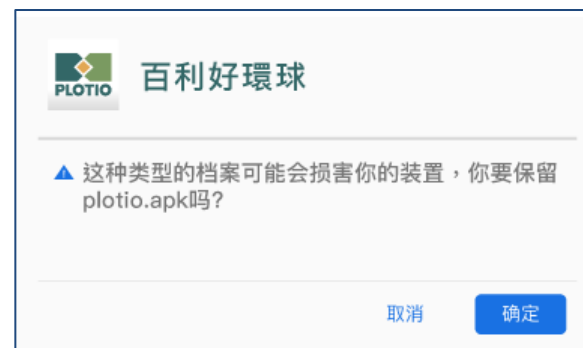 PLOTIO
百利好環球
这种类型的档案可能会损害你的装置，你要保留
plotio.apk吗?
取消
确定